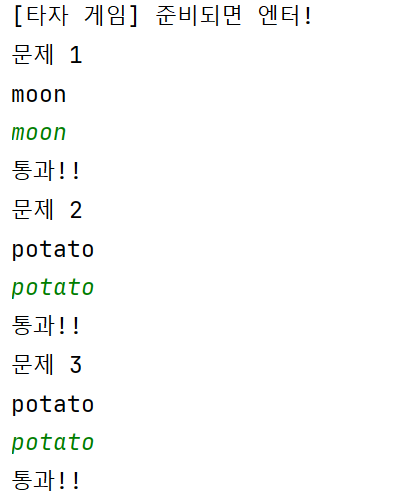 [타자 게임] 준비되면 엔터!
문제 1
moon
moon
통과!!
문제 2
potato
potato
통과!!
문제 3
potato
potato
통과!!